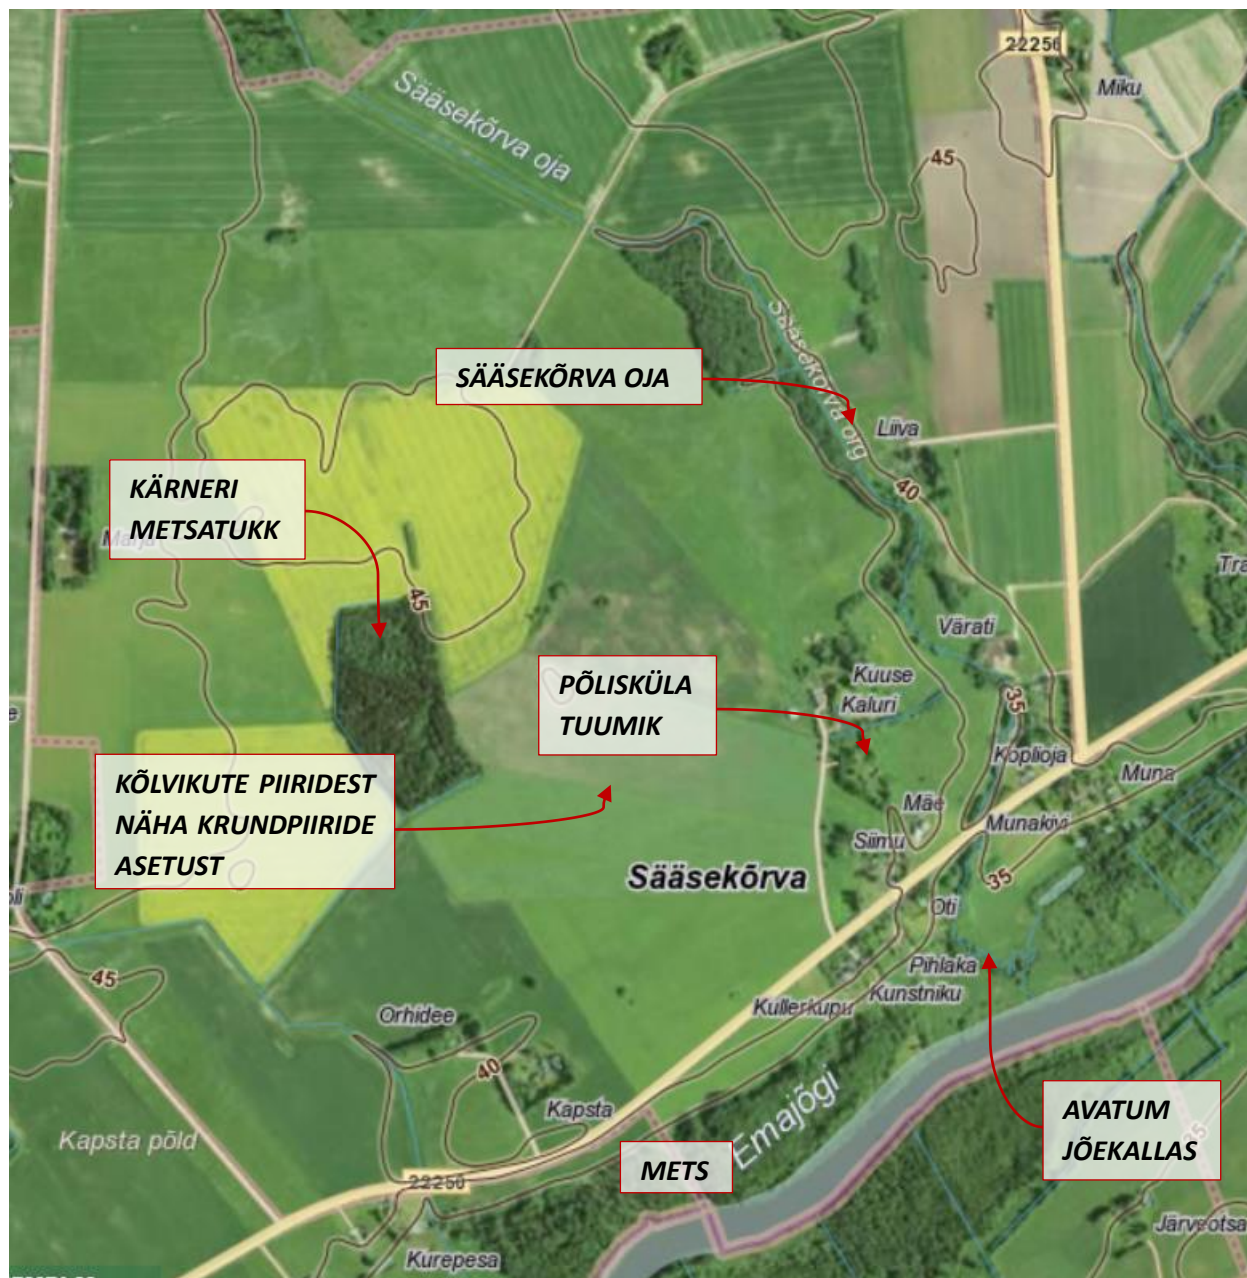 22250
Miku
Sääsekõrva oja
45
SÄÄSEKÕRVA OJA
Sääsekõrva org
Liiva
KÄRNERI
METSATUKK
40
45
Värati
PÕLISKÜLA
TUUMIK
Kuuse
Kaluri
35
Koplioja
Muna
KÕLVIKUTE PIIRIDEST
NÄHA KRUNDPIIRIDE
ASETUST
Mäe
Munakivi
Siimu
Sääsekõrva
35
Oti
45
Pihlaka
Kunstniku
Kullerkupu
Orhidee
40
Kapsta
Emajõgi
AVATUM
JÕEKALLAS
35
Kapsta põld
METS
22250
Järveotsa
Kurepesa